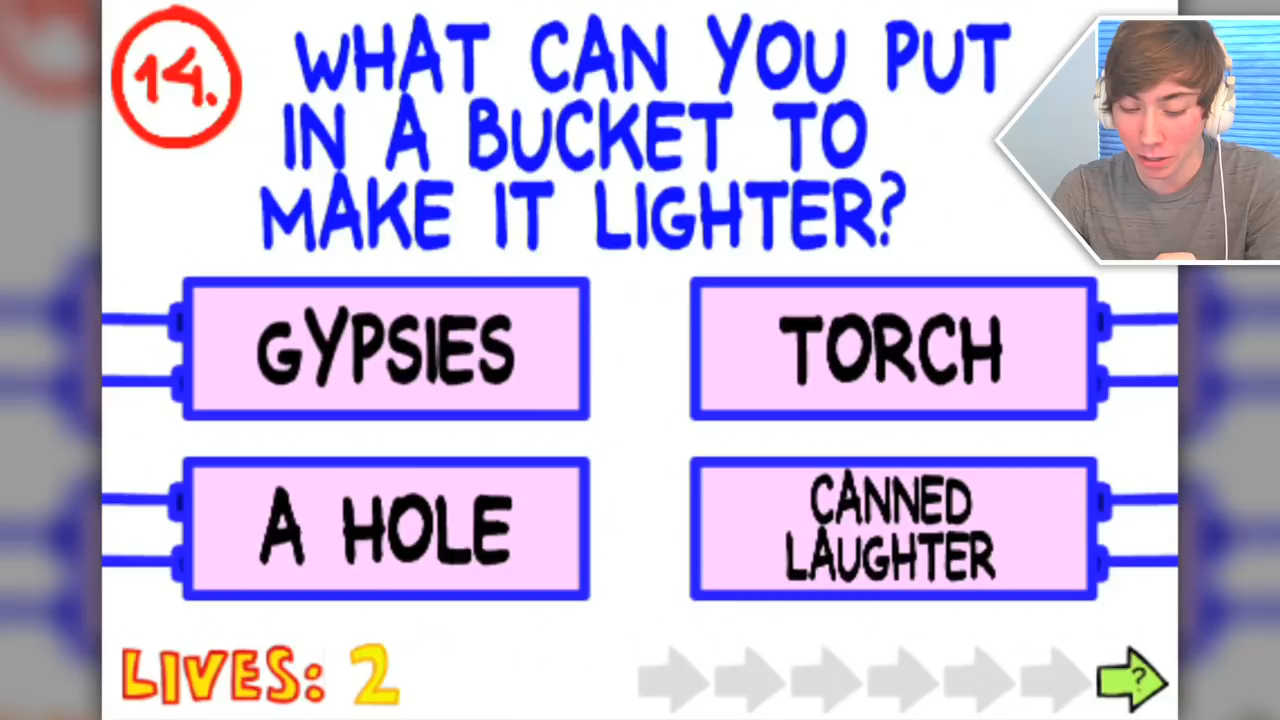 14.
WHAT CAN YOU PUT
IN A BUCKET TO
MAKE IT LIGHTER?
GYPSIES
TORCH
A HOLE
CANNED
LAUGHTER
LIVES: 2
?